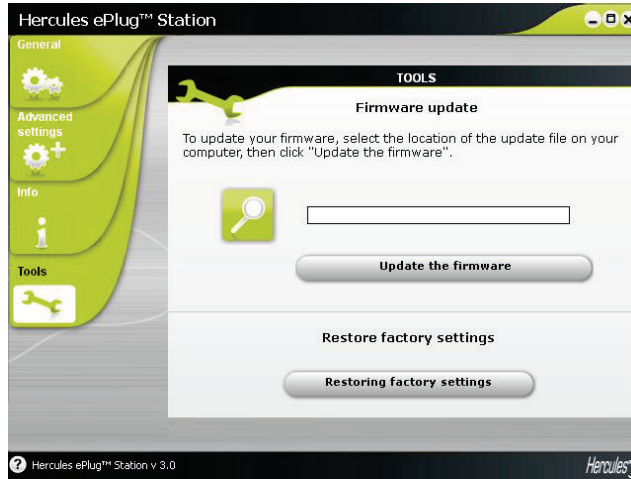 Hercules ePlug™ Station
General
Advanced
settings
Info
Tools
TOOLS
Firmware update
To update your firmware, select the location of the update file on your
computer, then click "Update the firmware".
Update the firmware
Restore factory settings
Restoring factory settings
? Hercules ePlug™ Station v 3.0
Hercules